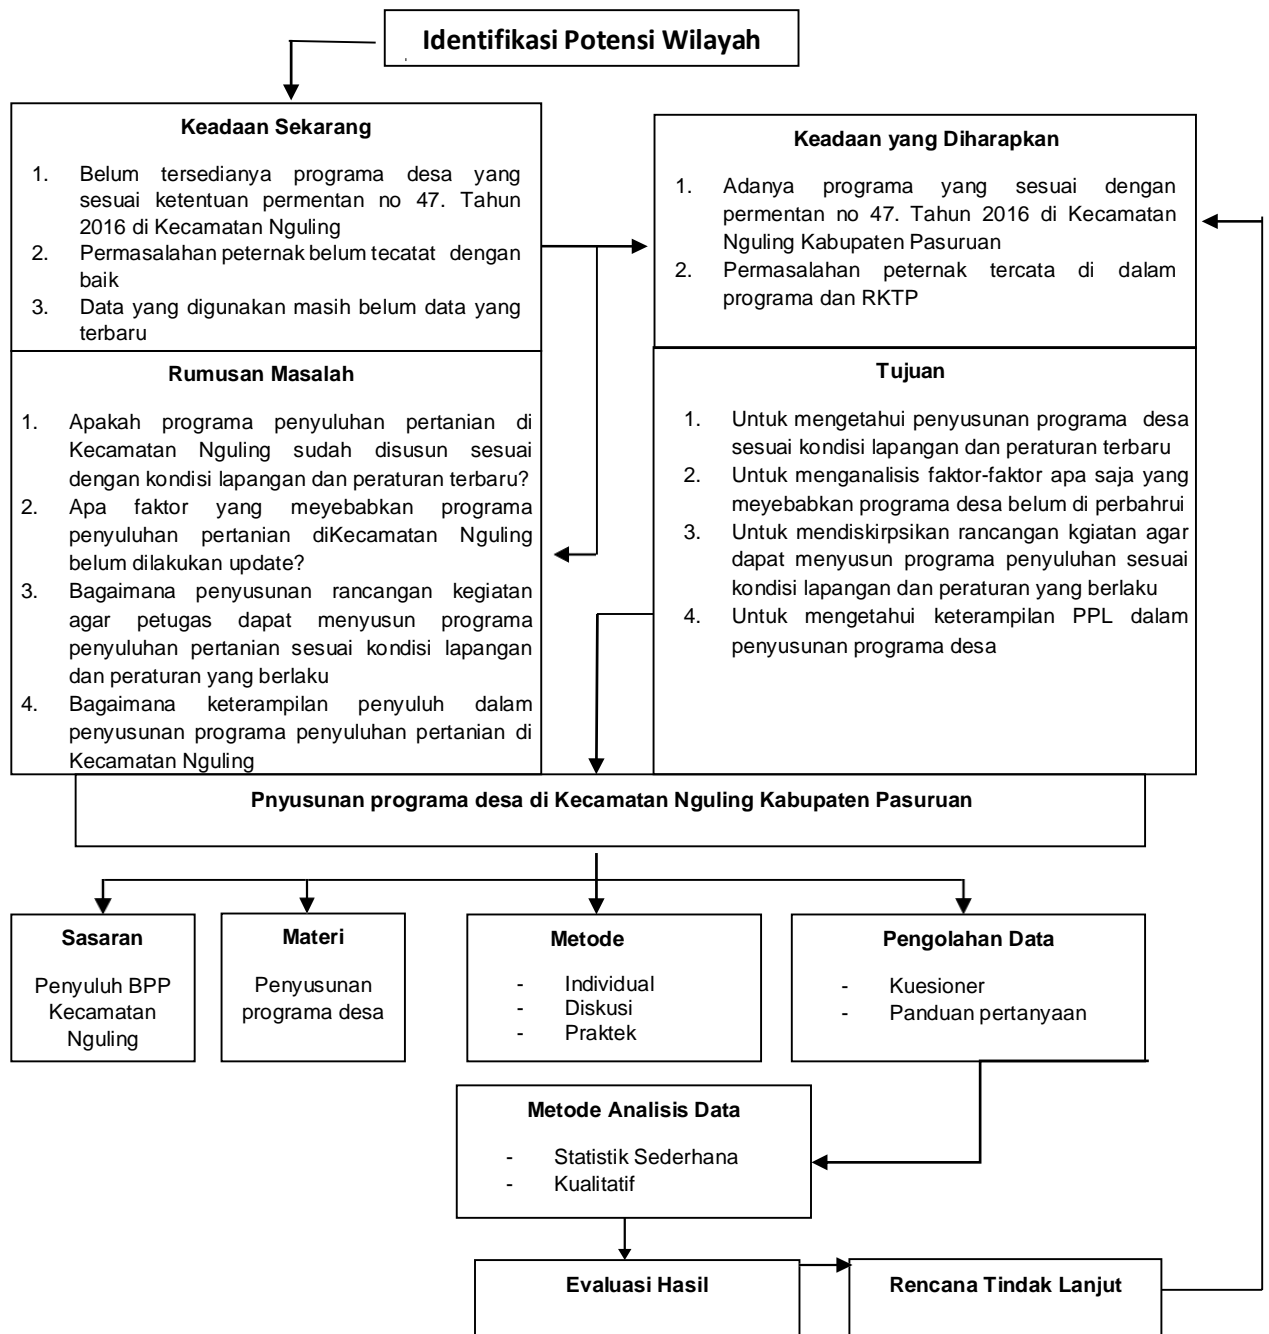 Identifikasi Potensi Wilayah
Keadaan Sekarang
1. Belum tersedianya programa desa yang
sesuai ketentuan permentan no 47. Tahun
2016 di Kecamatan Nguling
2. Permasalahan peternak belum tecatat dengan
baik
3. Data yang digunakan masih belum data yang
terbaru
Keadaan yang Diharapkan
1. Adanya programa yang sesuai dengan
permentan no 47. Tahun 2016 di Kecamatan
Nguling Kabupaten Pasuruan
2. Permasalahan peternak tercata di dalam
programa dan RKTP
Rumusan Masalah
1. Apakah programa penyuluhan pertanian di
Kecamatan Nguling sudah disusun sesuai
dengan kondisi lapangan dan peraturan terbaru?
2. Apa faktor yang meyebabkan programa
penyuluhan pertanian diKecamatan Nguling
belum dilakukan update?
3. Bagaimana penyusunan rancangan kegiatan
agar petugas dapat menyusun programa
penyuluhan pertanian sesuai kondisi lapangan
dan peraturan yang berlaku
4. Bagaimana keterampilan penyuluh dalam
penyusunan programa penyuluhan pertanian di
Kecamatan Nguling
Tujuan
1. Untuk mengetahui penyusunan programa desa
sesuai kondisi lapangan dan peraturan terbaru
2. Untuk menganalisis faktor-faktor apa saja yang
meyebabkan programa desa belum di perbahrui
3. Untuk mendiskirpsikan rancangan kgiatan agar
dapat menyusun programa penyuluhan sesuai
kondisi lapangan dan peraturan yang berlaku
4. Untuk mengetahui keterampilan PPL dalam
penyusunan programa desa
Pnyusunan programa desa di Kecamatan Nguling Kabupaten Pasuruan
Sasaran
Penyuluh BPP
Kecamatan
Nguling
Materi
Penyusunan
programa desa
Metode
- Individual
- Diskusi
- Praktek
Pengolahan Data
- Kuesioner
- Panduan pertanyaan
Metode Analisis Data
- Statistik Sederhana
- Kualitatif
Evaluasi Hasil
Rencana Tindak Lanjut